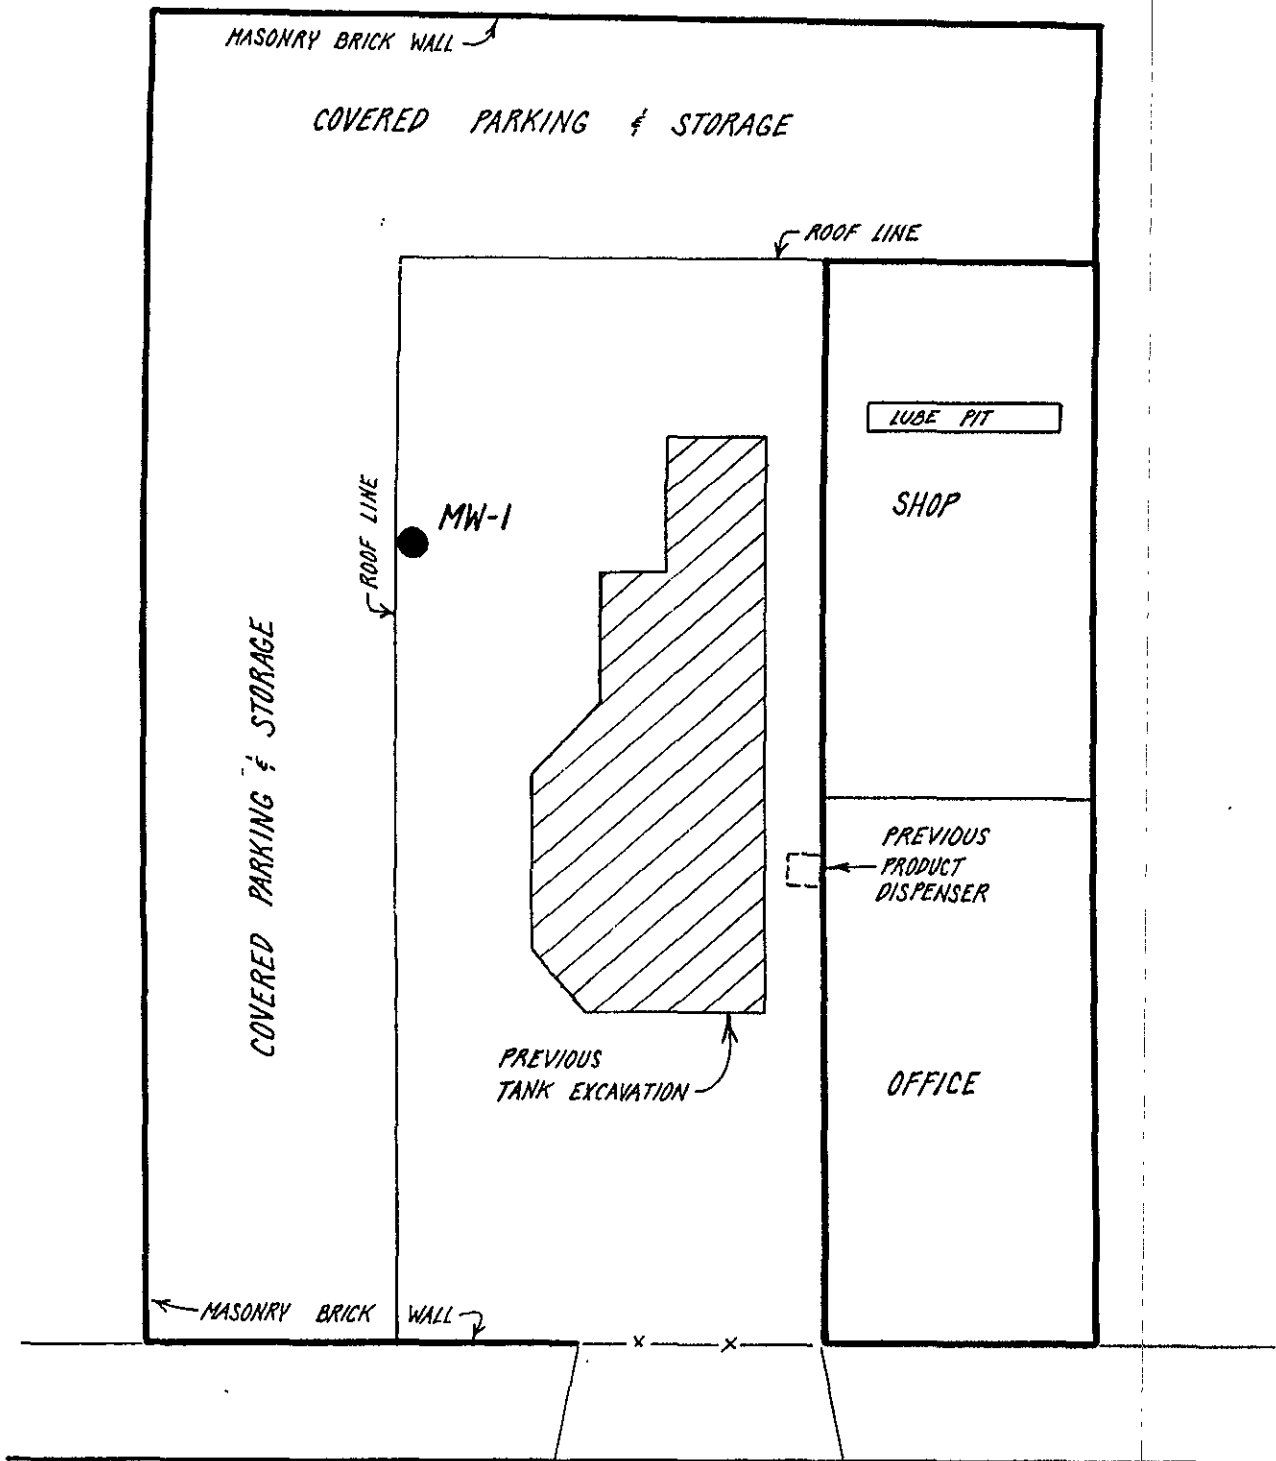 MASONRY BRICK WALL
COVERED PARKING & STORAGE
ROOF LINE
LUBE PIT
SHOP
MW-1
ROOF LINE
COVERED PARKING & STORAGE
PREVIOUS
PRODUCT
DISPENSER
PREVIOUS
TANK EXCAVATION
OFFICE
MASONRY BRICK WALL